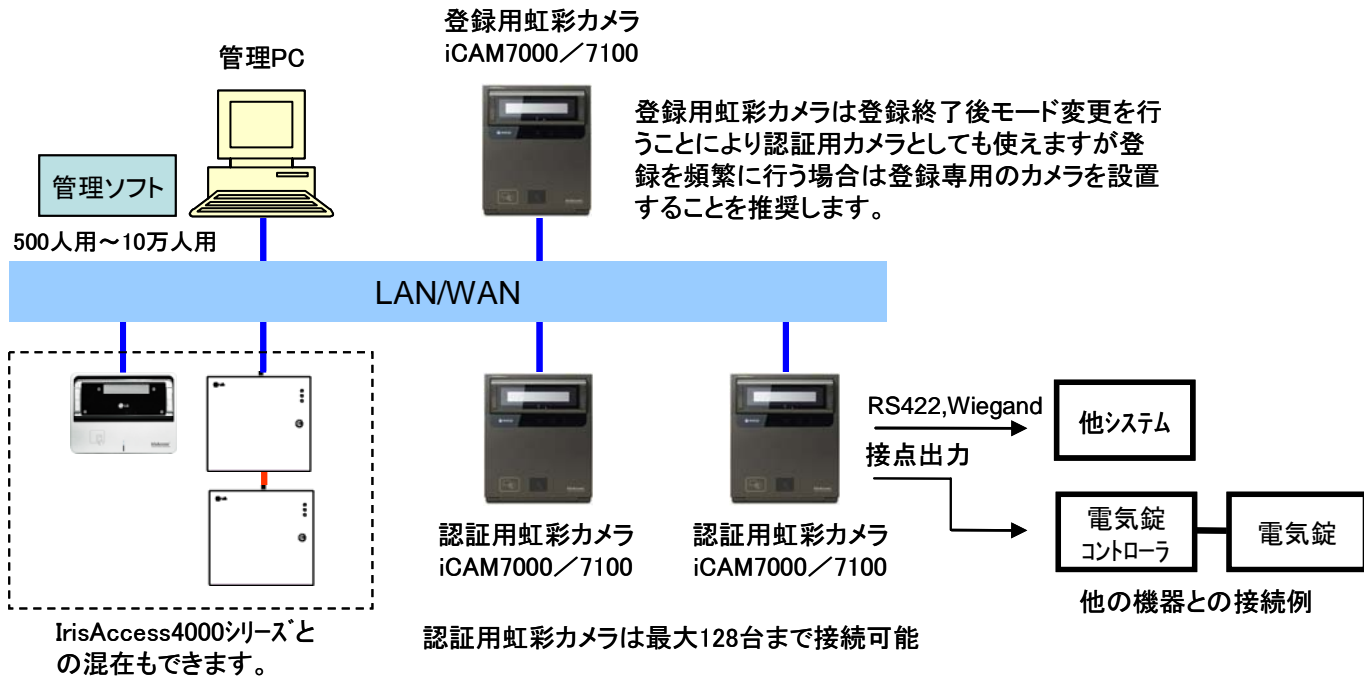 登録用虹彩カメラ
iCAM7000／7100
管理PC
登録用虹彩カメラは登録終了後モード変更を行
うことにより認証用カメラとしても使えますが登
録を頻繁に行う場合は登録専用のカメラを設置
することを推奨します。
管理ソフト
500人用～10万人用
LAN/WAN
RS422,Wiegand
他システム
接点出力
電気錠
コントローラ
電気錠
認証用虹彩カメラ
iCAM7000／7100
認証用虹彩カメラ
iCAM7000／7100
他の機器との接続例
IrisAccess4000シリーズと
の混在もできます。
認証用虹彩カメラは最大128台まで接続可能